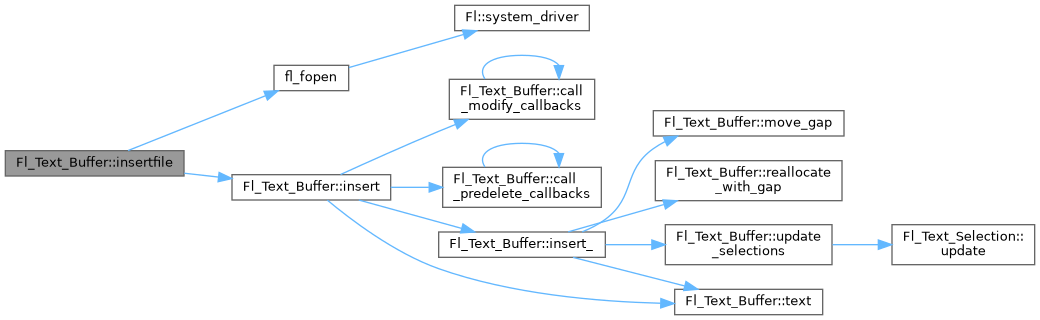 Fl::system_driver
fl_fopen
Fl_Text_Buffer::call
_modify_callbacks
Fl_Text_Buffer::move_gap
Fl_Text_Buffer::insertfile
Fl_Text_Buffer::insert
Fl_Text_Buffer::call
_predelete_callbacks
Fl_Text_Buffer::reallocate
_with_gap
Fl_Text_Buffer::insert_
Fl_Text_Buffer::update
_selections
Fl_Text_Selection::
update
Fl_Text_Buffer::text